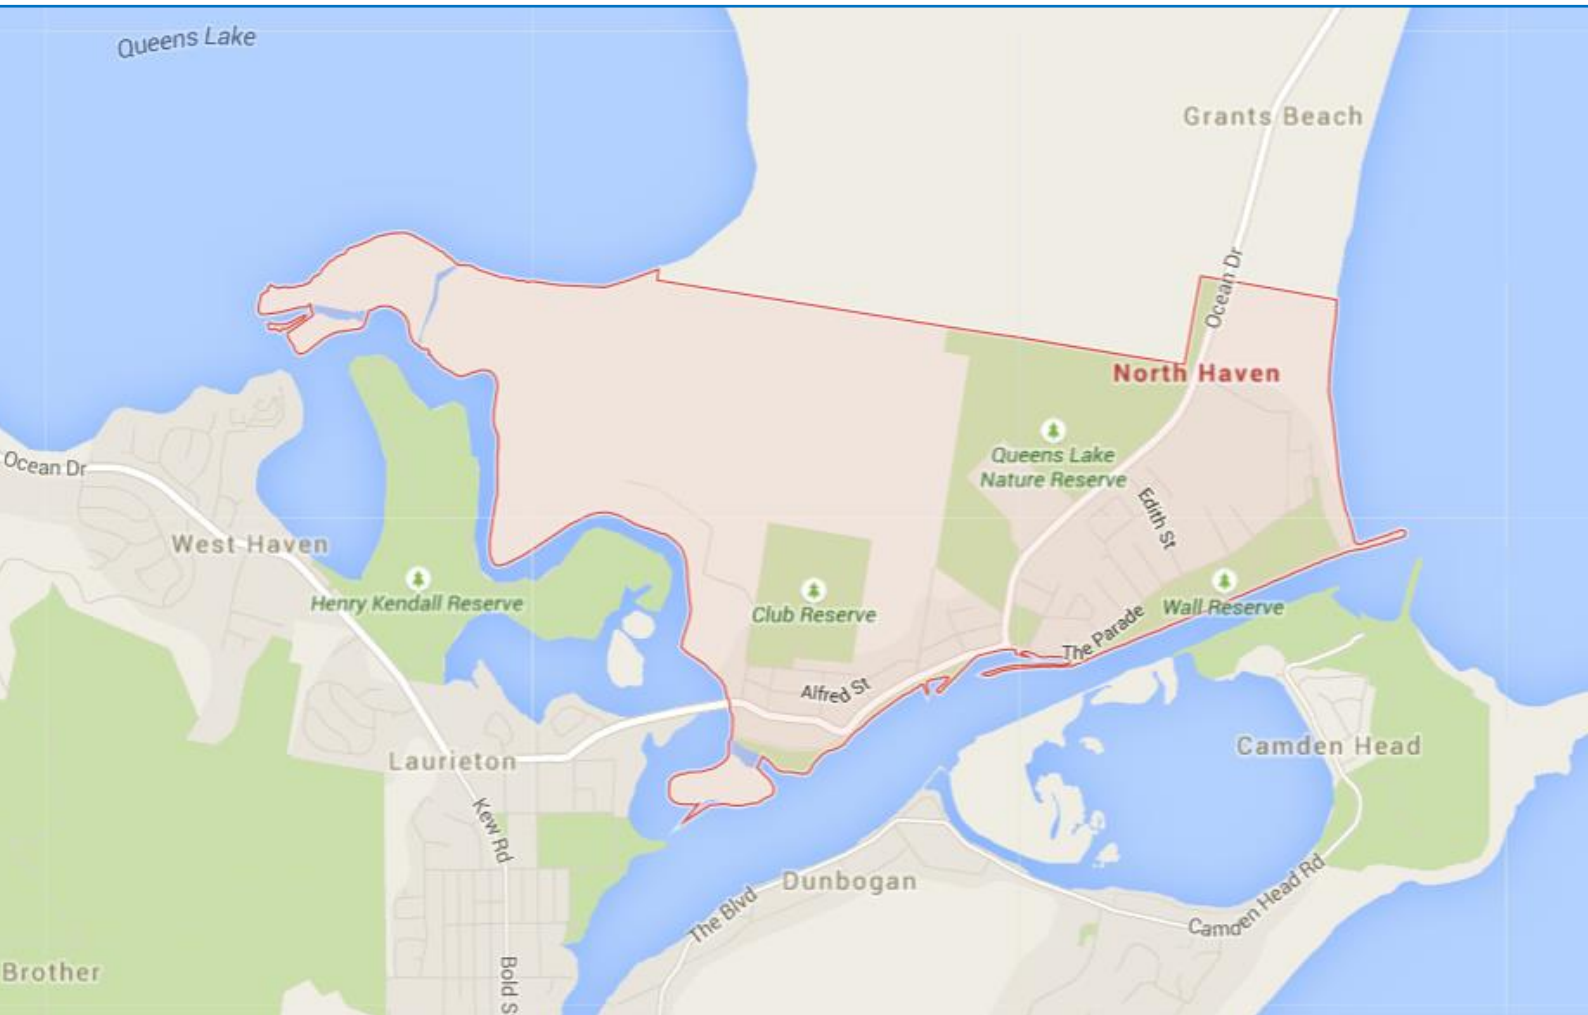 Queens Lake
Grants Beach
Ocean Dr
North Haven
Queens Lake
Nature Reserve
Ocean Dr
Edith St
West Haven
Henry Kendall Reserve
Club Reserve
Wall Reserve
The Parade
Alfred St
Laurieton
Camden Head
Kew Rd
Dunbogan
The Blvd
Camden Head Rd
Brother
Bold S